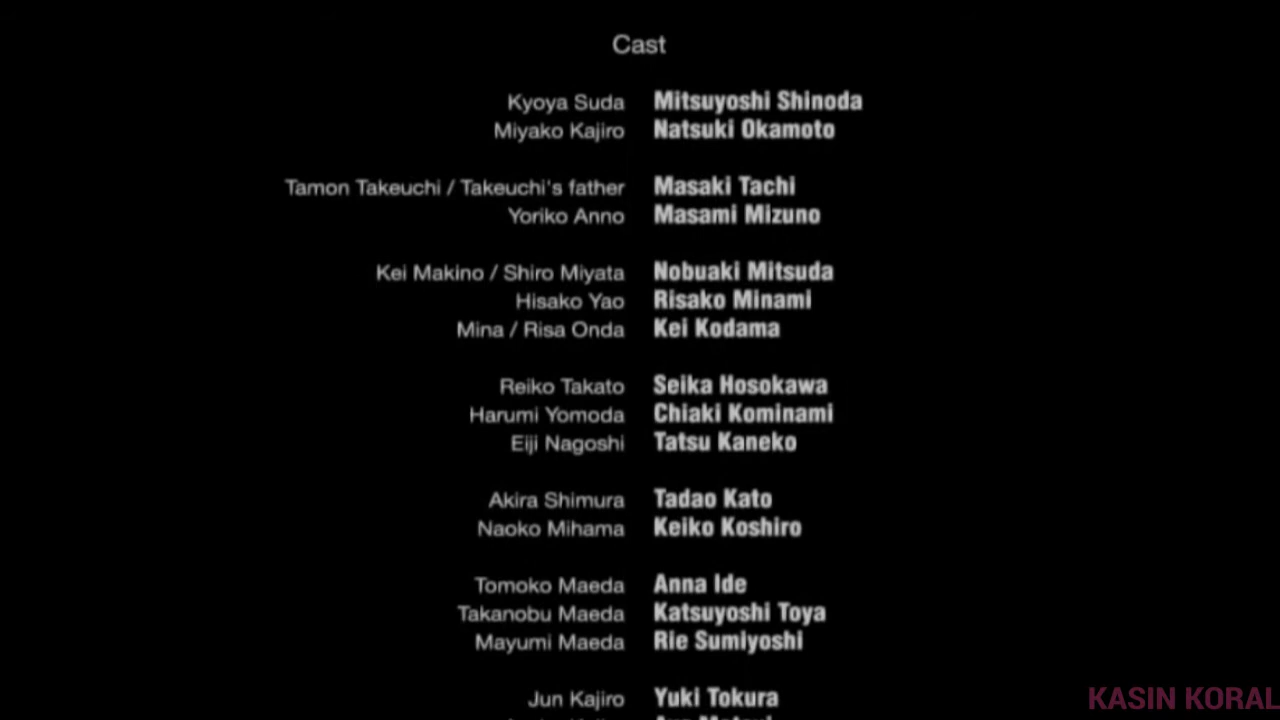 Cast
Kyoya Suda Mitsuyoshi Shinoda
Miyako Kajiro Natsuki Okamoto
Tamon Takeuchi / Takeuchi's father Masaki Tachi
Yoriko Anno Masami Mizuno
Kei Makino / Shiro Miyata Nobuaki Mitsuda
Hisako Yao Risako Minami
Mina / Risa Onda Kei Kodama
Reiko Takato Seika Hosokawa
Harumi Yomoda Chiaki Kominami
Eiji Nagoshi Tatsu Kaneko
Akira Shimura Tadao Kato
Naoko Mihama Keiko Koshiro
Tomoko Maeda Anna Ide
Takanobu Maeda Katsuyoshi Toya
Mayumi Maeda Rie Sumiyoshi
Jun Kajiro Yuki Tokura
KASIN KORAL